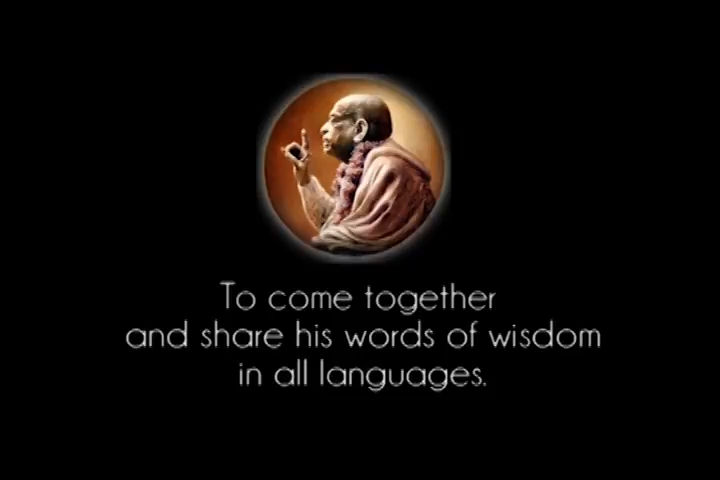 To come together
and share his words of wisdom
in all languages.